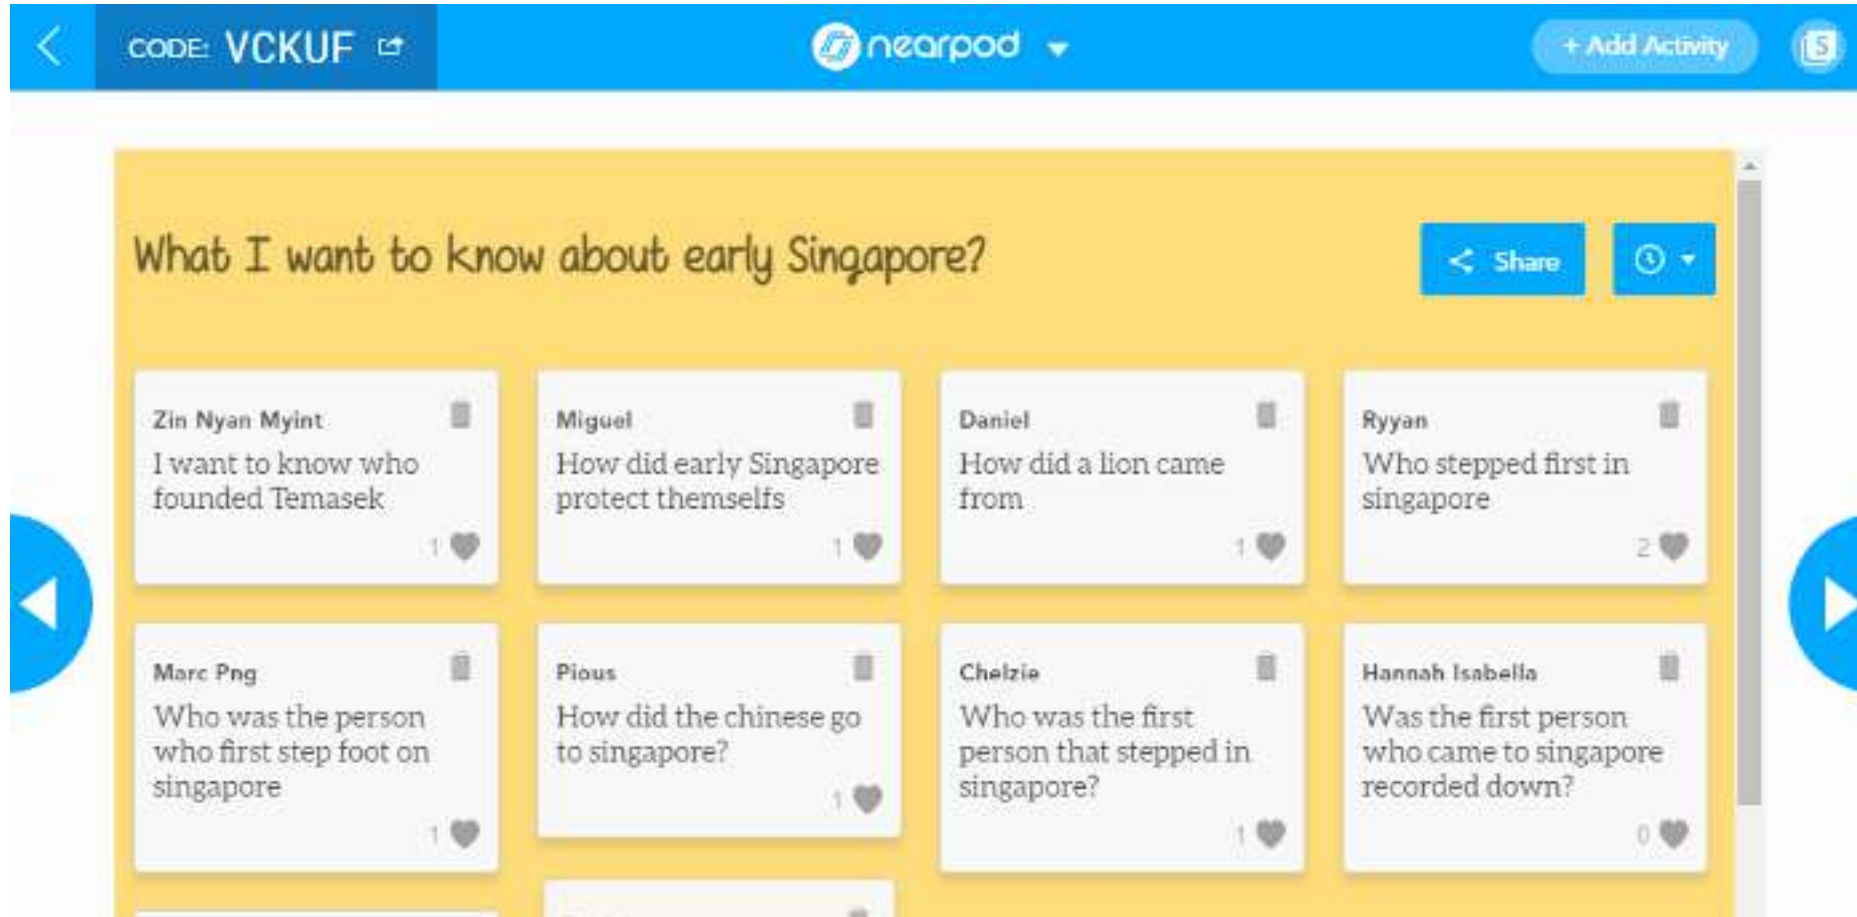 CODE: VCKUF
nearpod
+ Add Activity
5
What I want to know about early Singapore?
Share
Zin Nyan Myint
I want to know who
founded Temasek
1
Miguel
How did early Singapore
protect themselfs
1
Daniel
How did a lion came
from
1
Ryyan
Who stepped first in
singapore
2
Marc Png
Who was the person
who first step foot on
singapore
1
Pious
How did the chinese go
to singapore?
1
Chelzie
Who was the first
person that stepped in
singapore?
1
Hannah Isabella
Was the first person
who came to singapore
recorded down?
0